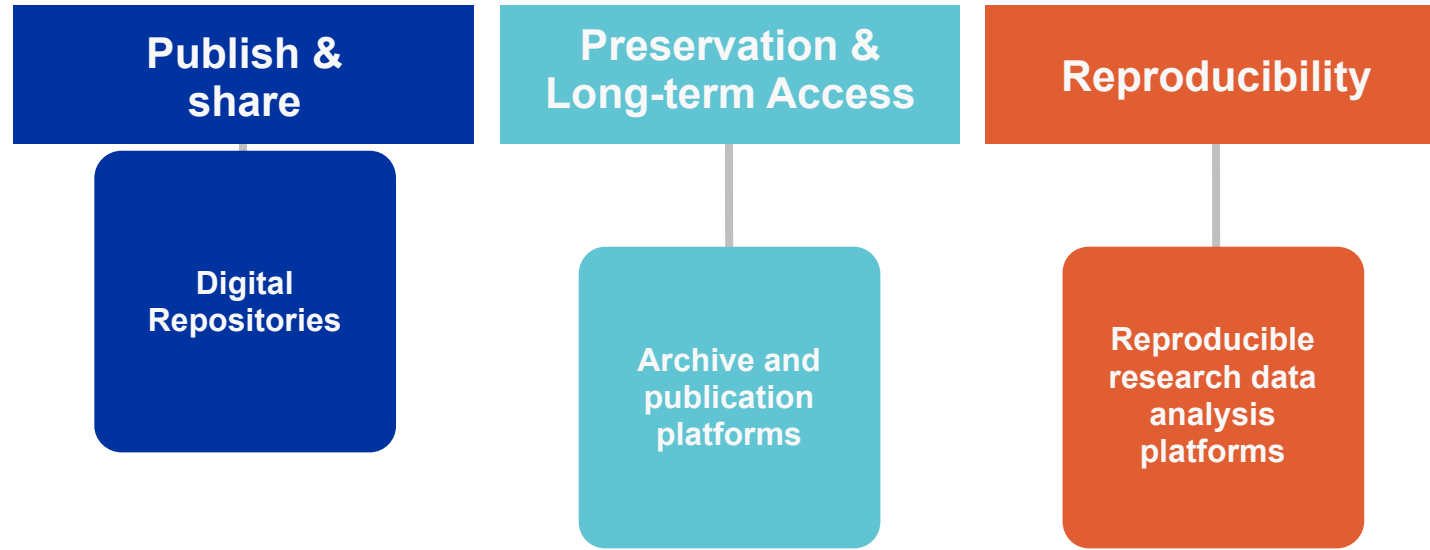 Publish &
share
Preservation &
Long-term Access
Reproducibility
Digital
Repositories
Archive and
publication
platforms
Reproducible
research data
analysis
platforms